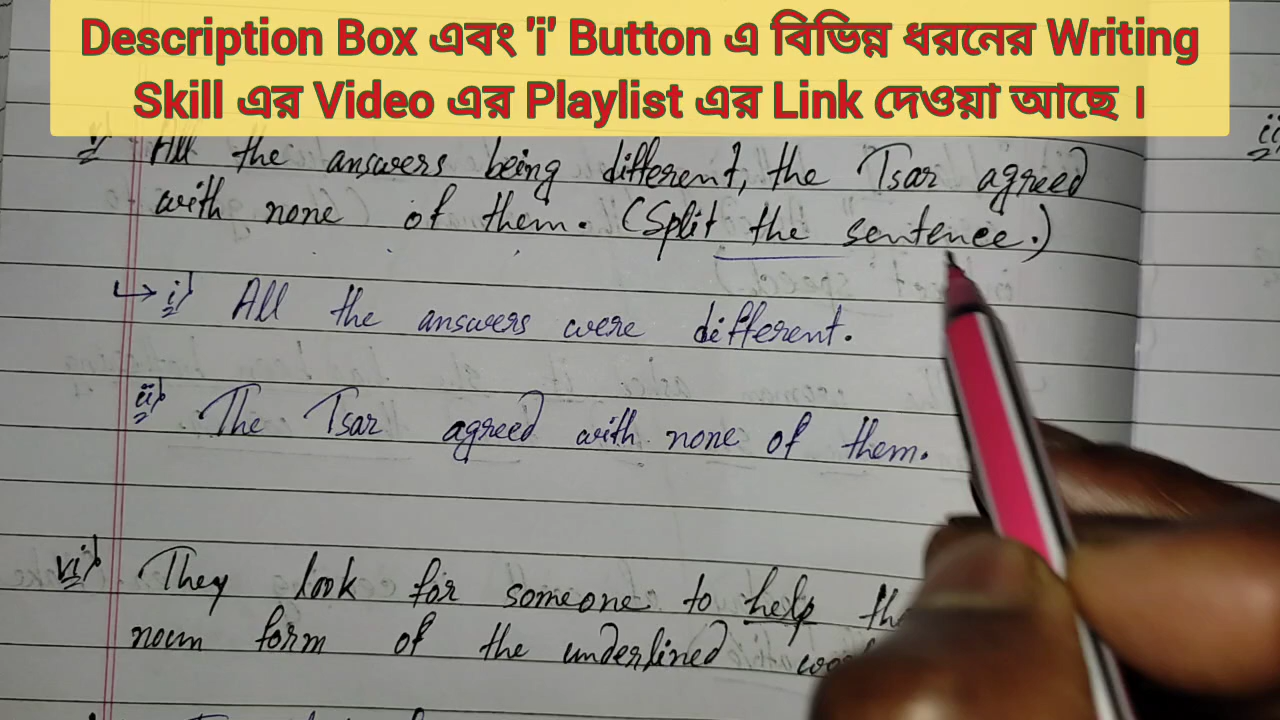 Description Box এবং 'i' Button এ বিভিন্ন ধরনের Writing
Skill এর Video এর Playlist এর Link দেওয়া আছে ।
All the answers being different, the Tsar agreed
with none of them. (Split the sentence.)
i) All the answers were different.
ii) The Tsar agreed with none of them.
vi) They look for someone to help
noun form of the underlined
ii